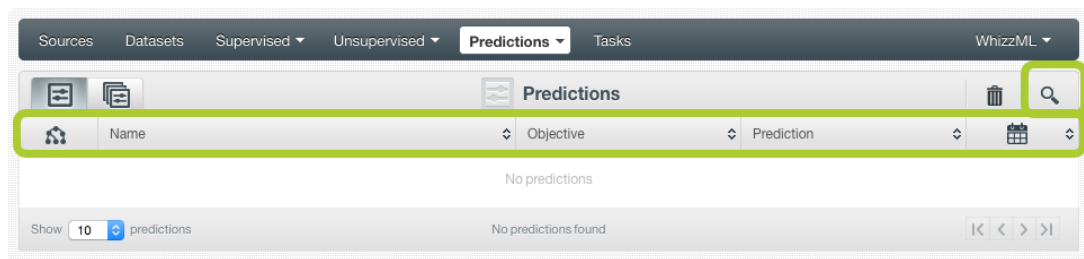 Sources Datasets Supervised Unsupervised Predictions Tasks WhizzML
Predictions
Name Objective Prediction
No predictions
Show 10 predictions No predictions found